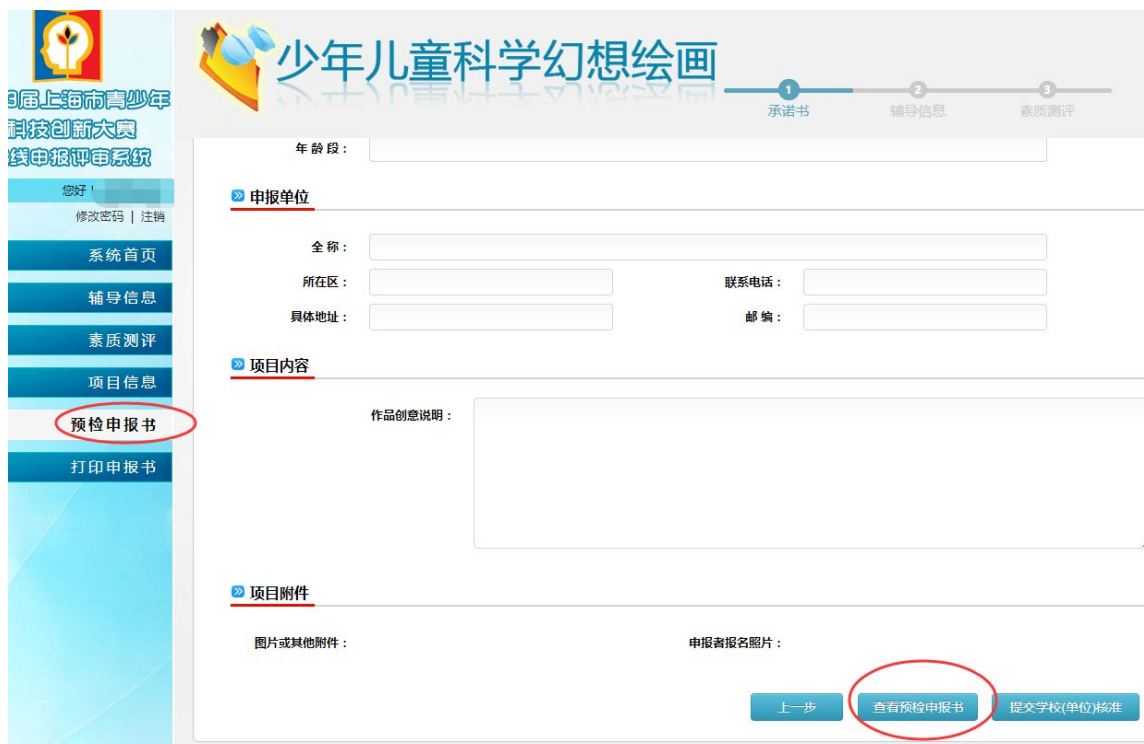 少年儿童科学幻想绘画
1
2
3
承诺书
辅导信息
素质测评
届上海市青少年
科技创新大赛
线申报评审系统
您好！
修改密码 | 注销
系统首页
辅导信息
素质测评
项目信息
预检申报书
打印申报书
年 龄 段：
申报单位
全 称：
所在区：
联系电话：
具体地址：
邮 编：
项目内容
作品创意说明：
项目附件
图片或其他附件：
申报者报名照片：
上一步
查看预检申报书
提交学校(单位)核准